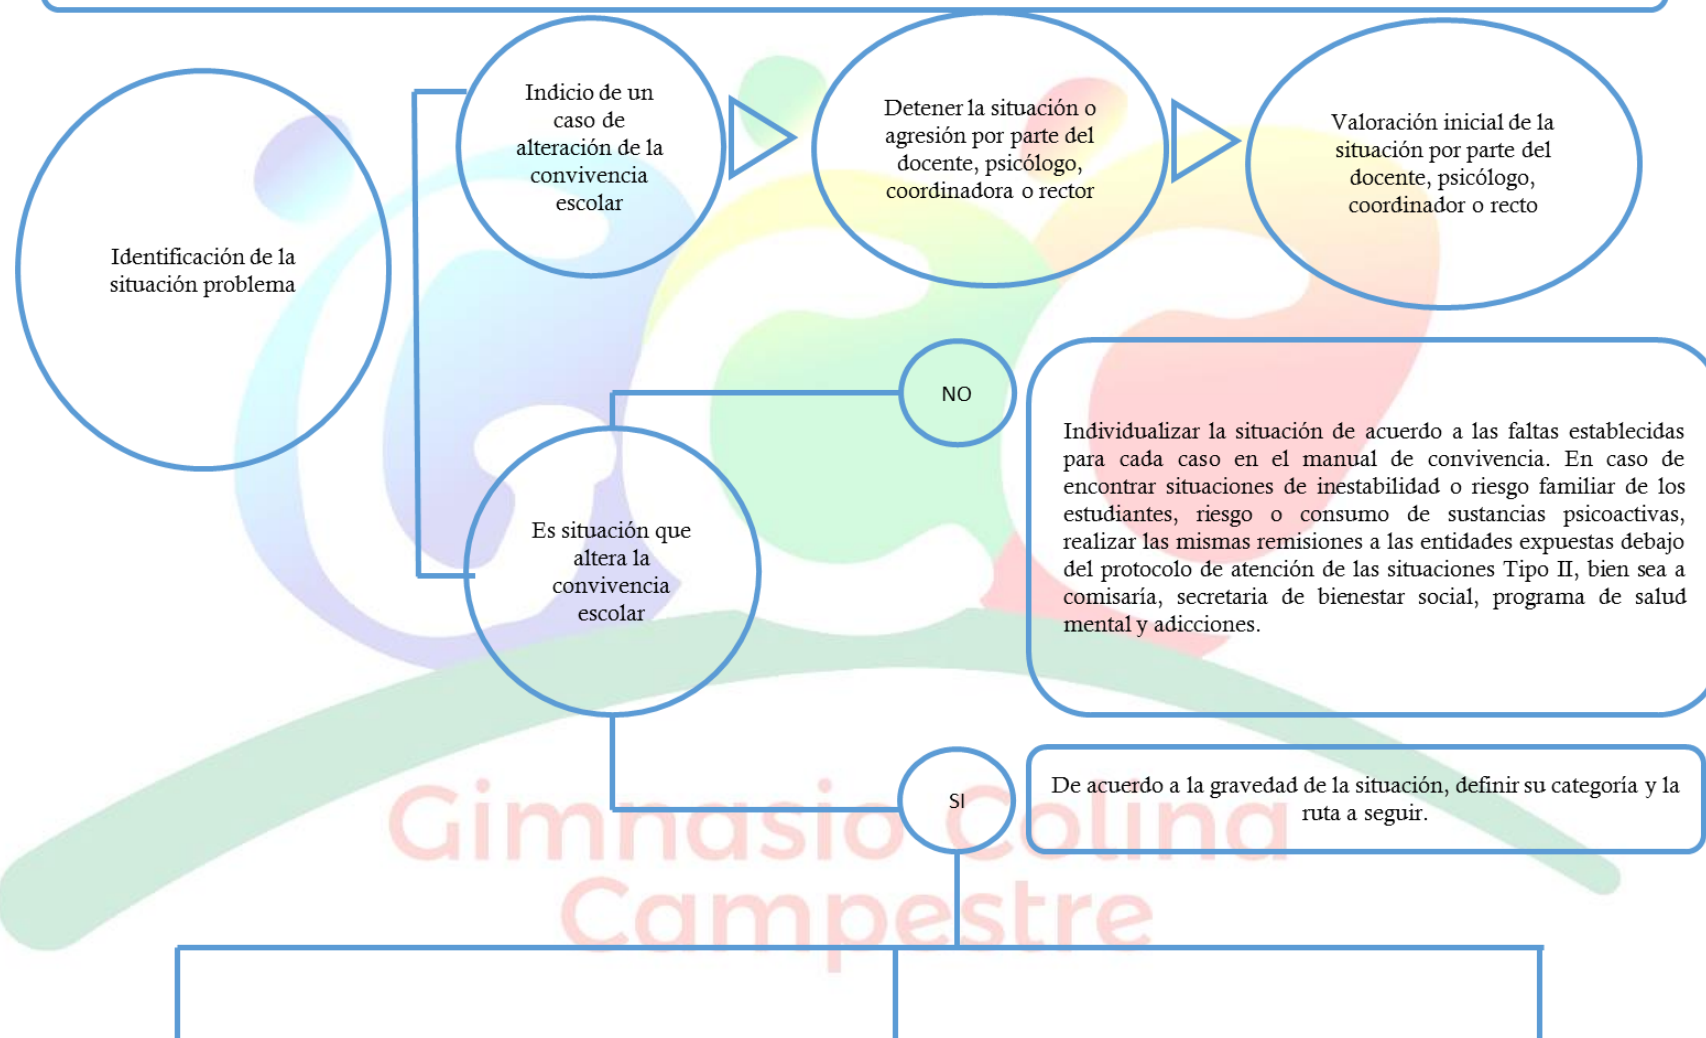 Identificación de la
situación problema
Indicio de un
caso de
alteración de la
convivencia
escolar
Detener la situación o
agresión por parte del
docente, psicólogo,
coordinadora o rector
Valoración inicial de la
situación por parte del
docente, psicólogo,
coordinador o recto
Es situación que
altera la
convivencia
escolar
NO
Individualizar la situación de acuerdo a las faltas establecidas
para cada caso en el manual de convivencia. En caso de
encontrar situaciones de inestabilidad o riesgo familiar de los
estudiantes, riesgo o consumo de sustancias psicoactivas,
realizar las mismas remisiones a las entidades expuestas debajo
del protocolo de atención de las situaciones Tipo II, bien sea a
comisaría, secretaria de bienestar social, programa de salud
mental y adicciones.
SI
De acuerdo a la gravedad de la situación, definir su categoría y la
ruta a seguir.
Gimnasio Colina
Campestre